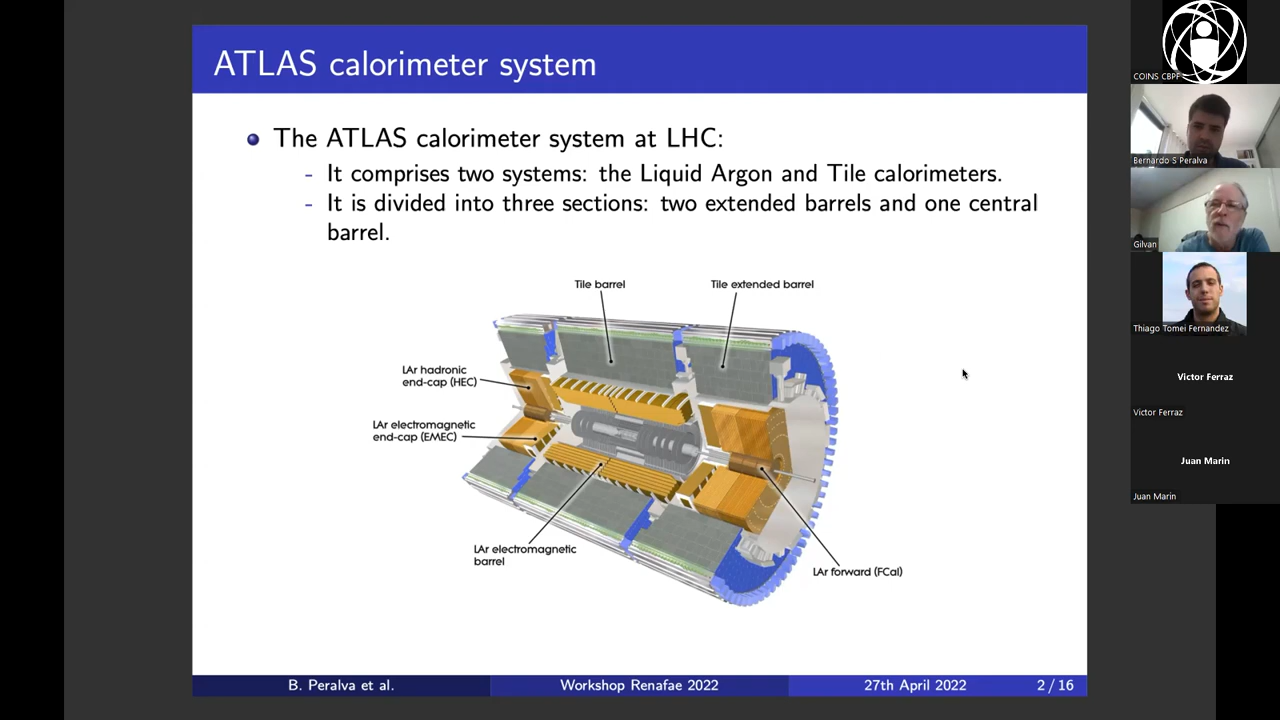 ATLAS calorimeter system
The ATLAS calorimeter system at LHC:
- It comprises two systems: the Liquid Argon and Tile calorimeters.
- It is divided into three sections: two extended barrels and one central
barrel.
Tile barrel
Tile extended barrel
LAr hadronic
end-cap (HEC)
LAr electromagnetic
end-cap (EMEC)
LAr electromagnetic
barrel
LAr forward (FCal)
B. Peralva et al.
Workshop Renafae 2022
27th April 2022
2 / 16
COINS CBPF
Bernardo S Peralva
Gilvan
Thiago Tomei Fernandez
Victor Ferraz
Victor Ferraz
Juan Marin
Juan Marin